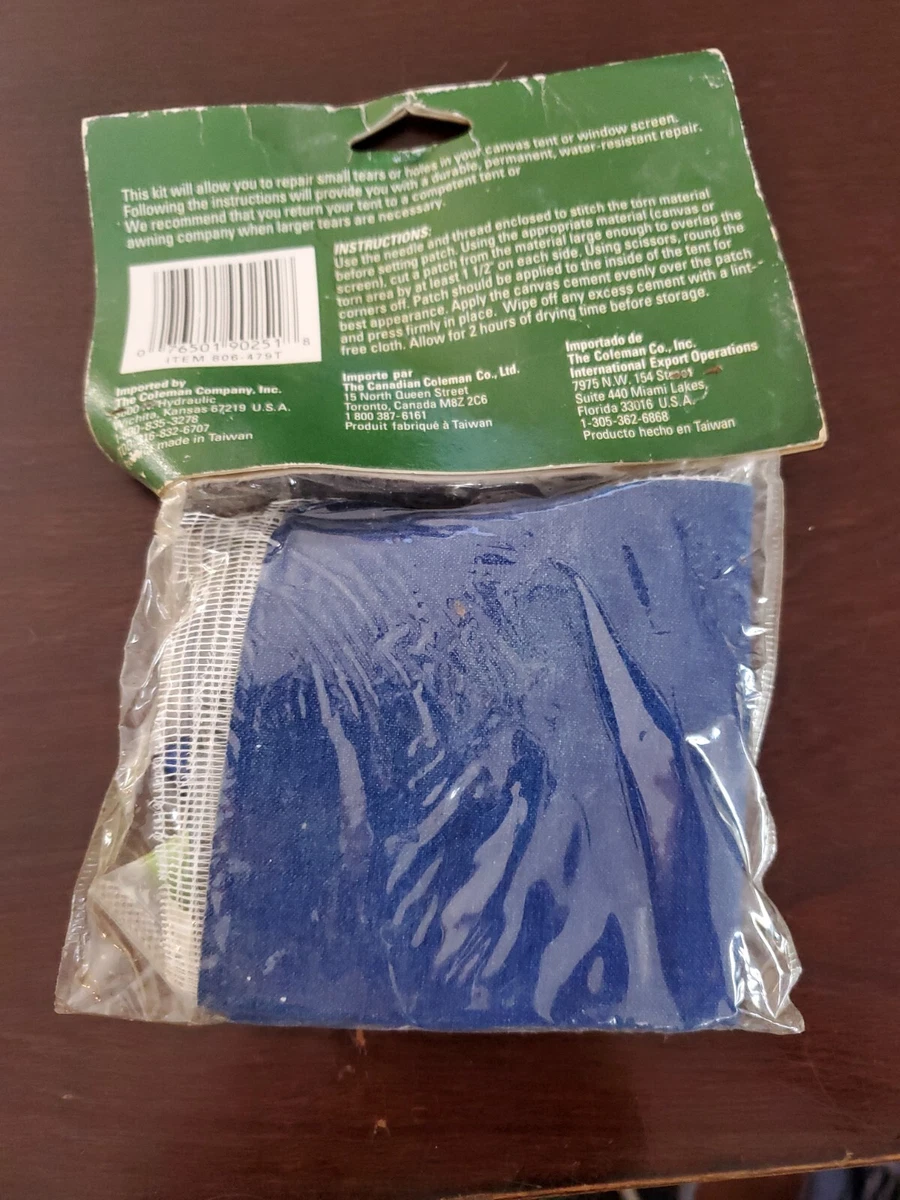 This kit will allow you to repair small tears or holes in your canvas tent or window screen.
Following the instructions will provide you with a durable, permanent, water-resistant repair.
We recommend that you return your tent to a competent tent or
awning company when larger tears are necessary.
INSTRUCTIONS:
Use the needle and thread enclosed to stitch the torn material
before setting patch. Using the appropriate material (canvas or
screen), cut a patch from the material large enough to overlap the
torn area by at least 1 1/2" on each side. Using scissors, round the
corners off. Patch should be applied to the inside of the tent for
best appearance. Apply the canvas cement evenly over the patch
and press firmly in place. Wipe off any excess cement with a lint-
free cloth. Allow for 2 hours of drying time before storage.
0 76501 90251 8
ITEM 806-479T
Imported by
The Coleman Company, Inc.
Hydraulic
Wichita, Kansas 67219 U.S.A.
800-835-3278
316-832-6707
made in Taiwan
Importe par
The Canadian Coleman Co., Ltd.
15 North Queen Street
Toronto, Canada M8Z 2C6
1 800 387-6161
Produit fabriqué à Taiwan
Importado de
The Coleman Co., Inc.
International Export Operations
7975 N.W. 154 Street
Suite 440 Miami Lakes,
Florida 33016 U.S.A.
1-305-362-6868
Producto hecho en Taiwan